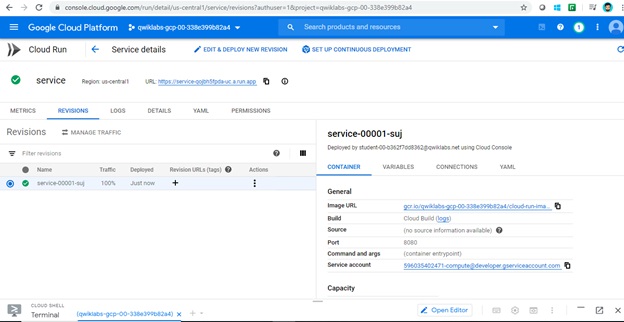 console.cloud.google.com/run/detail/us-central1/service/revisions?authuser=1&project=qwiklabs-gcp-00-338e399b82a4
Google Cloud Platform
qwiklabs-gcp-00-338e399b82a4
Search products and resources
1
Cloud Run
Service details
EDIT & DEPLOY NEW REVISION
SET UP CONTINUOUS DEPLOYMENT
service
Region: us-central1
URL: https://service-qojbh5fpda-uc.a.run.app
METRICS
REVISIONS
LOGS
DETAILS
YAML
PERMISSIONS
Revisions
MANAGE TRAFFIC
Filter revisions
Name
Traffic
Deployed
Revision URLs (tags)
Actions
service-00001-suj
100%
Just now
service-00001-suj
Deployed by student-00-b362f7dd8362@qwiklabs.net using Cloud Console
CONTAINER
VARIABLES
CONNECTIONS
YAML
General
Image URL
gcr.io/qwiklabs-gcp-00-338e399b82a4/cloud-run-ima...
Build
Cloud Build (logs)
Source
(no source information available)
Port
8080
Command and args
(container entrypoint)
Service account
596035402471-compute@developer.gserviceaccount.com
Capacity
CLOUD SHELL
Terminal
(qwiklabs-gcp-00-338e399b82a4)
Open Editor